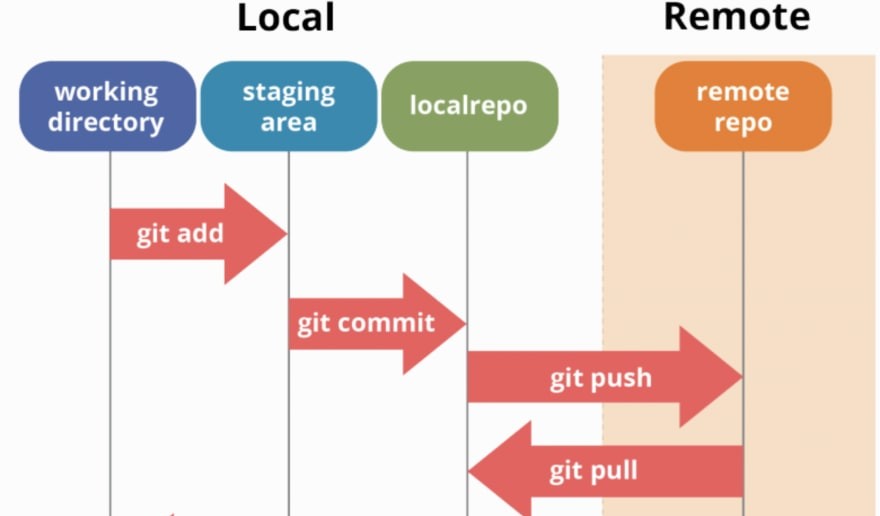 Local
Remote
working
directory
staging
area
localrepo
remote
repo
git add
git commit
git push
git pull